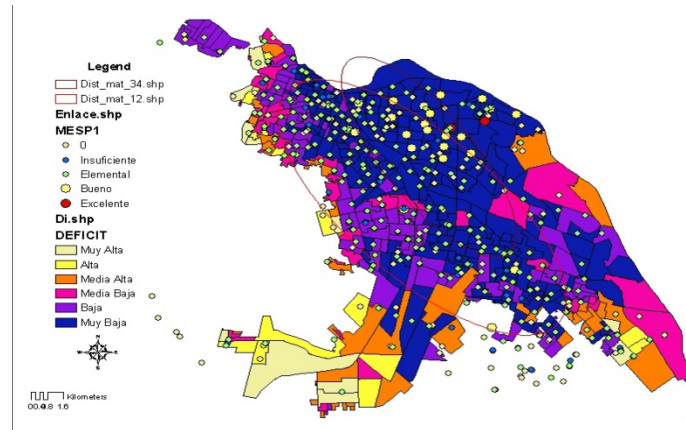 Legend
Dist_mat_34.shp
Dist_mat_12.shp
Enlace.shp
MESP1
0
Insuficiente
Elemental
Bueno
Excelente
Di.shp
DEFICIT
Muy Alta
Alta
Media Alta
Media Baja
Baja
Muy Baja
N
W E
S
Kilometers